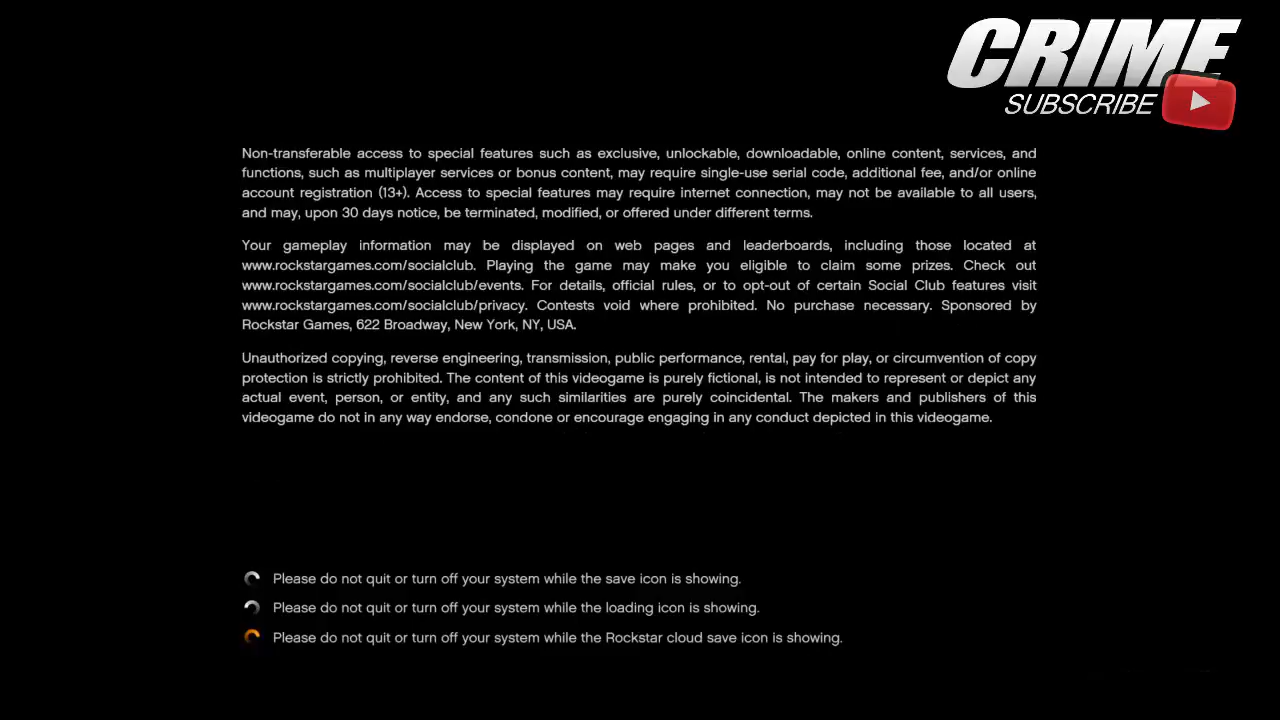 CRIME
SUBSCRIBE
Non-transferable access to special features such as exclusive, unlockable, downloadable, online content, services, and
functions, such as multiplayer services or bonus content, may require single-use serial code, additional fee, and/or online
account registration (13+). Access to special features may require internet connection, may not be available to all users,
and may, upon 30 days notice, be terminated, modified, or offered under different terms.
Your gameplay information may be displayed on web pages and leaderboards, including those located at
www.rockstargames.com/socialclub. Playing the game may make you eligible to claim some prizes. Check out
www.rockstargames.com/socialclub/events. For details, official rules, or to opt-out of certain Social Club features visit
www.rockstargames.com/socialclub/privacy. Contests void where prohibited. No purchase necessary. Sponsored by
Rockstar Games, 622 Broadway, New York, NY, USA.
Unauthorized copying, reverse engineering, transmission, public performance, rental, pay for play, or circumvention of copy
protection is strictly prohibited. The content of this videogame is purely fictional, is not intended to represent or depict any
actual event, person, or entity, and any such similarities are purely coincidental. The makers and publishers of this
videogame do not in any way endorse, condone or encourage engaging in any conduct depicted in this videogame.
Please do not quit or turn off your system while the save icon is showing.
Please do not quit or turn off your system while the loading icon is showing.
Please do not quit or turn off your system while the Rockstar cloud save icon is showing.